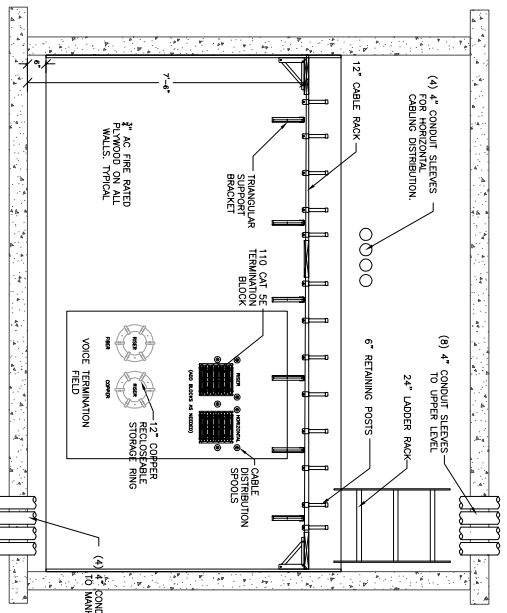 (4) 4" CONDUIT SLEEVES
FOR HORIZONTAL
CABLING DISTRIBUTION.
(8) 4" CONDUIT SLEEVES
TO UPPER LEVEL
12" CABLE RACK
24" LADDER RACK
6" RETAINING POSTS
TRIANGULAR
SUPPORT
BRACKET
110 CAT 5E
TERMINATION
BLOCK
7'-6"
6"
3/4" AC FIRE RATED
PLYWOOD ON ALL
WALLS. TYPICAL
RISER
HORIZONTAL
(ADD BLOCKS AS NEEDED)
CABLE
DISTRIBUTION
SPOOLS
RISER
FIBER
RISER
COPPER
12" COPPER
RECLOSEABLE
STORAGE RING
VOICE TERMINATION
FIELD
(4) 4" COND
TO MAN